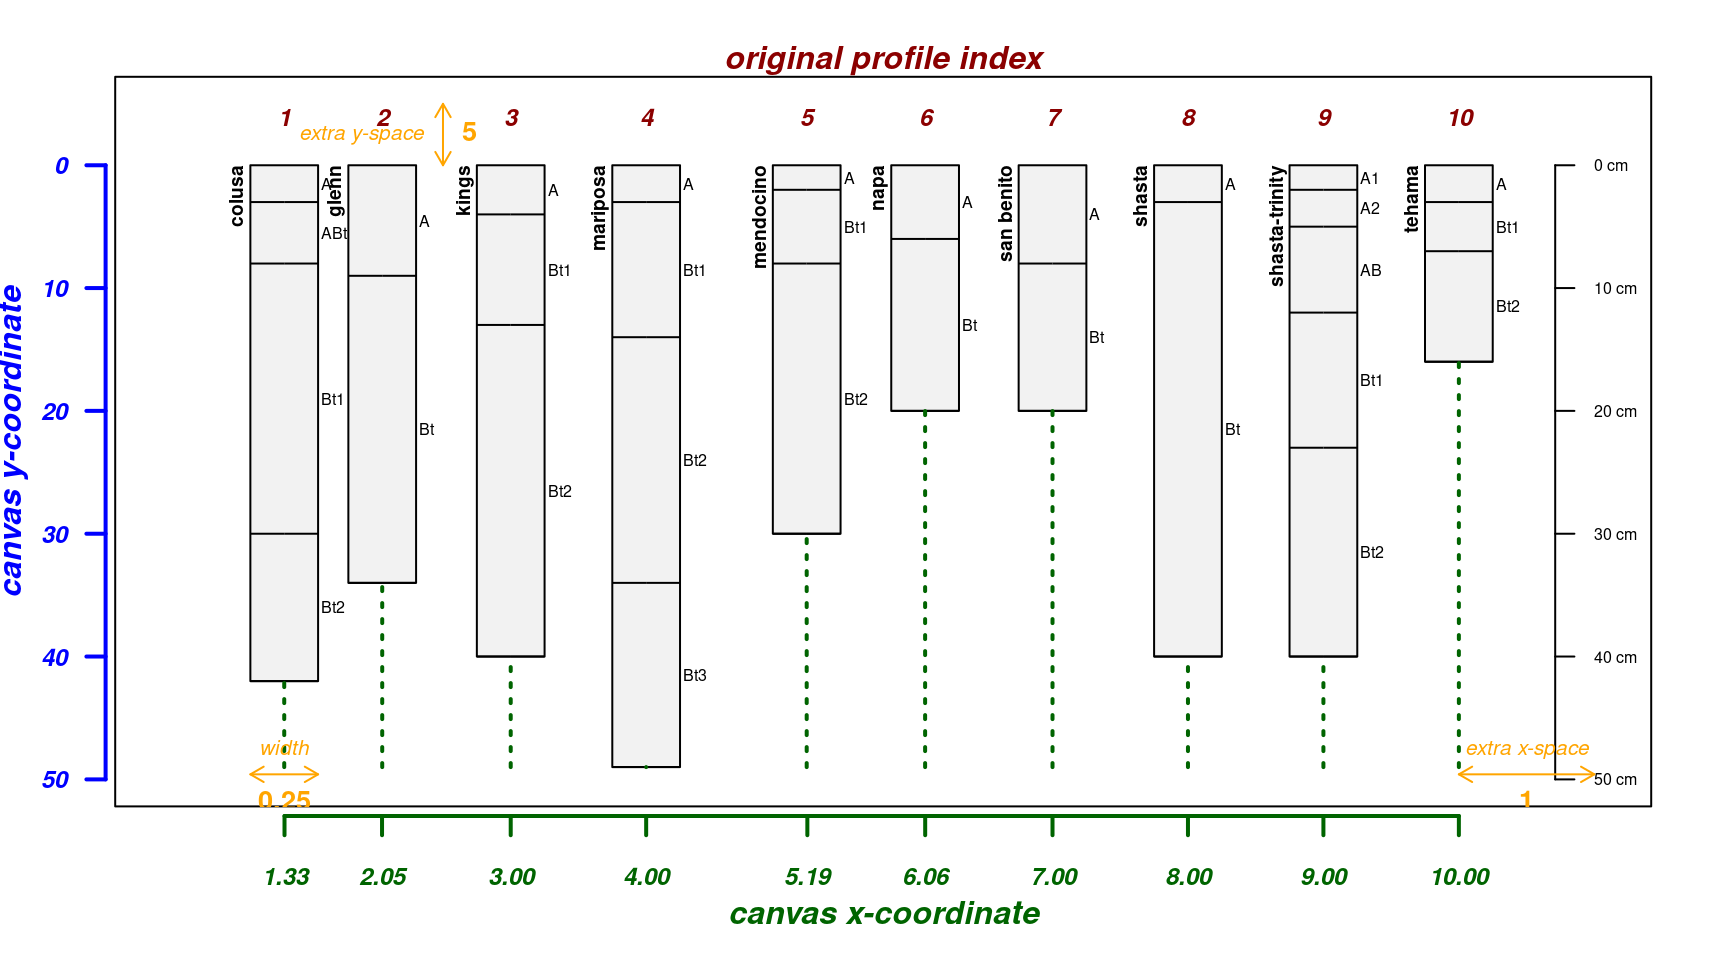 original profile index
1 2 3 4 5 6 7 8 9 10
extra y-space 5
canvas y-coordinate
0
10
20
30
40
50
colusa
A
ABt
Bt1
Bt2
glenn
A
Bt
kings
A
Bt1
Bt2
mariposa
A
Bt1
Bt2
Bt3
mendocino
A
Bt1
Bt2
napa
A
Bt
san benito
A
Bt
shasta
A
Bt
shasta-trinity
A1
A2
AB
Bt1
Bt2
tehama
A
Bt1
Bt2
0 cm
10 cm
20 cm
30 cm
40 cm
50 cm
width
0.25
extra x-space
1
1.33 2.05 3.00 4.00 5.19 6.06 7.00 8.00 9.00 10.00
canvas x-coordinate